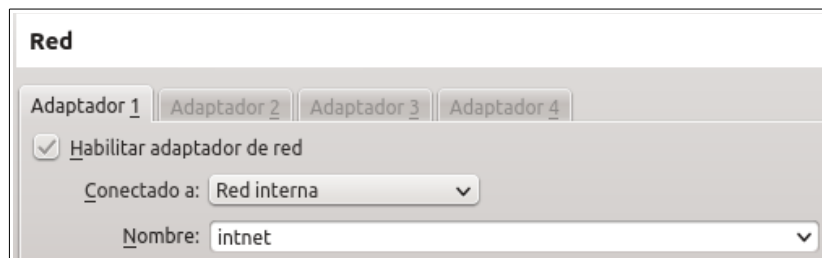 Red
Adaptador 1 Adaptador 2 Adaptador 3 Adaptador 4
Habilitar adaptador de red
Conectado a: Red interna
Nombre: intnet